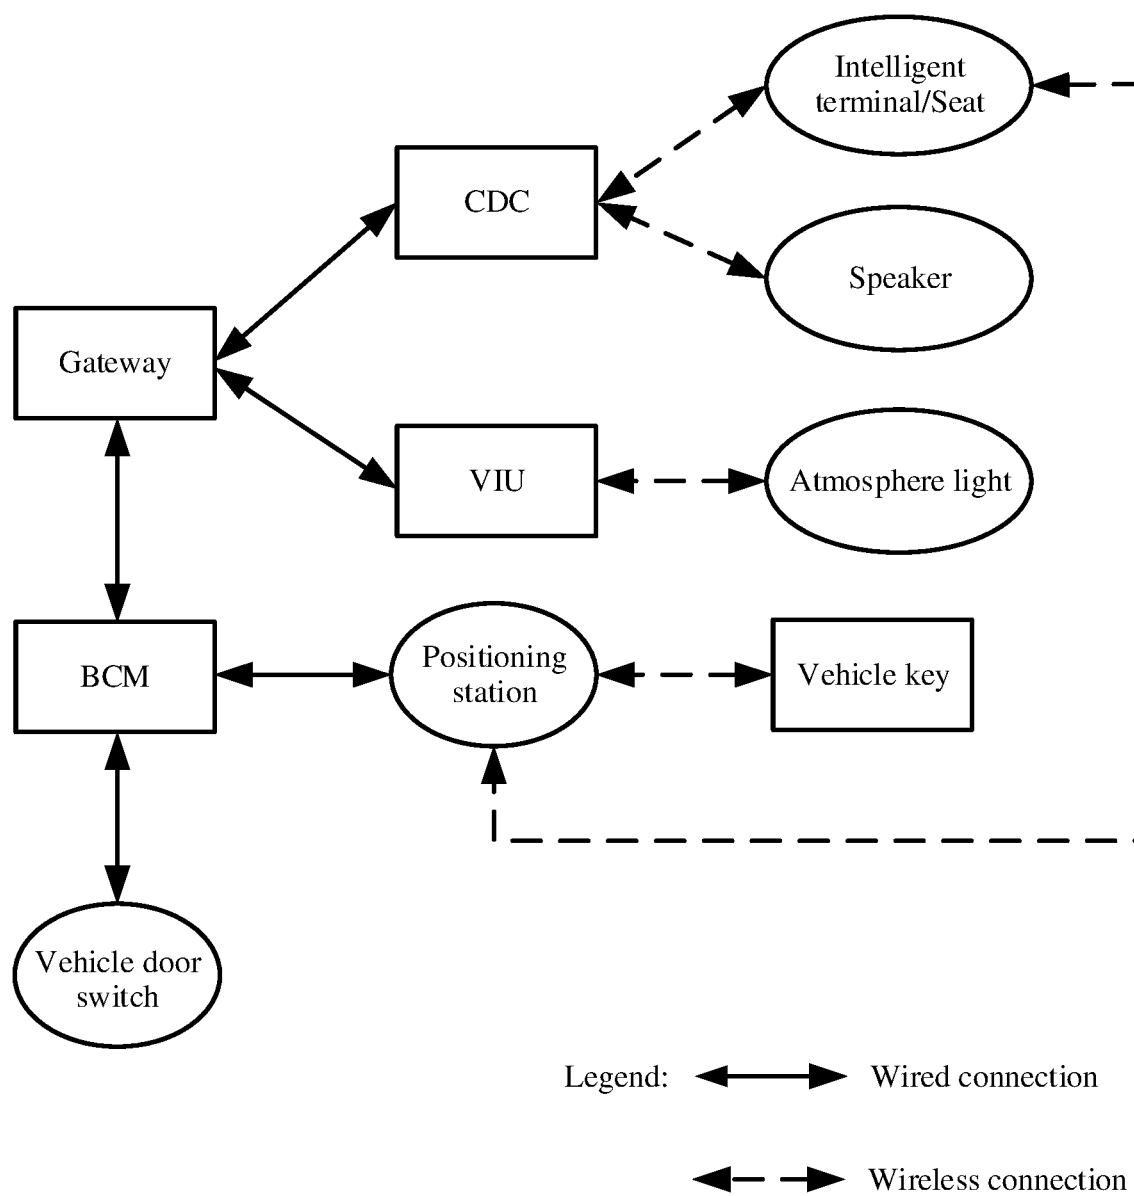 Intelligent
terminal/Seat
CDC
Speaker
Gateway
VIU
Atmosphere light
BCM
Positioning
station
Vehicle key
Vehicle door
switch
Legend:
Wired connection
Wireless connection